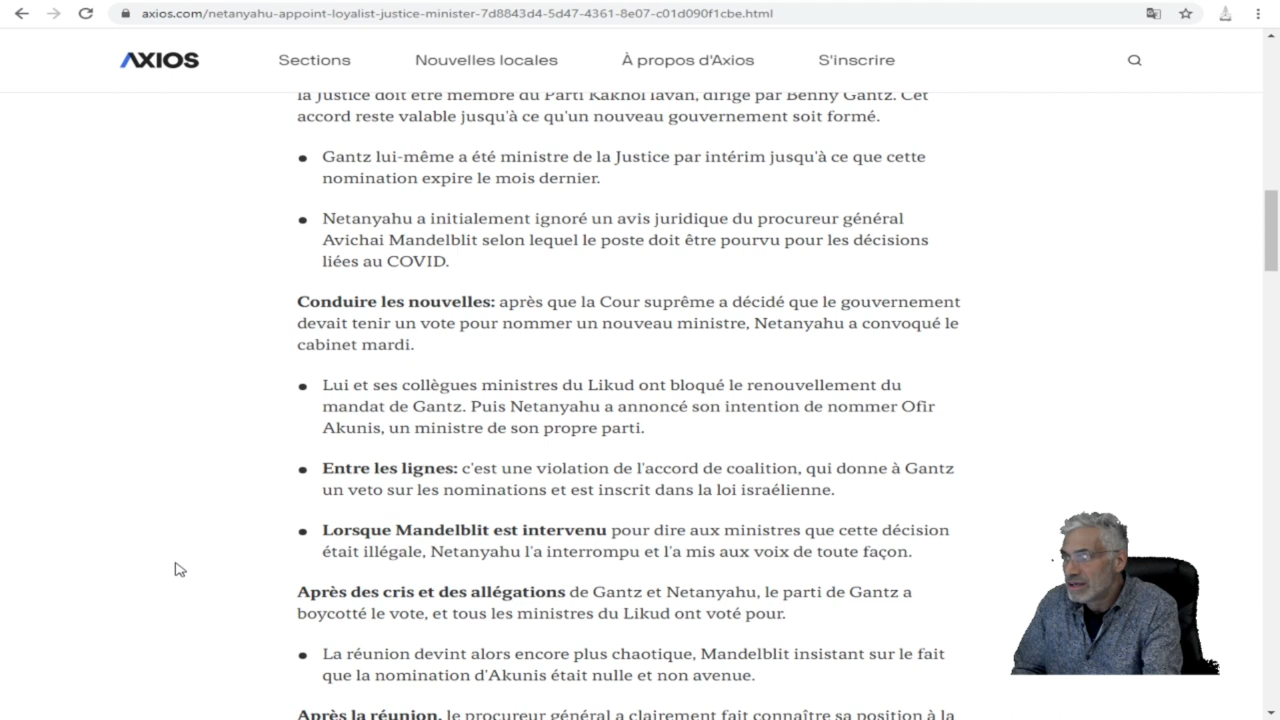 axios.com/netanyahu-appoint-loyalist-justice-minister-7d8843d4-5d47-4361-8e07-c01d090f1cbe.html
AXIOS Sections Nouvelles locales À propos d'Axios S'inscrire
la Justice doit être membre du Parti Kakhol lavan, dirigé par Benny Gantz. Cet
accord reste valable jusqu'à ce qu'un nouveau gouvernement soit formé.
• Gantz lui-même a été ministre de la Justice par intérim jusqu'à ce que cette
nomination expire le mois dernier.
• Netanyahu a initialement ignoré un avis juridique du procureur général
Avichai Mandelblit selon lequel le poste doit être pourvu pour les décisions
liées au COVID.
Conduire les nouvelles: après que la Cour suprême a décidé que le gouvernement
devait tenir un vote pour nommer un nouveau ministre, Netanyahu a convoqué le
cabinet mardi.
• Lui et ses collègues ministres du Likud ont bloqué le renouvellement du
mandat de Gantz. Puis Netanyahu a annoncé son intention de nommer Ofir
Akunis, un ministre de son propre parti.
• Entre les lignes: c'est une violation de l'accord de coalition, qui donne à Gantz
un veto sur les nominations et est inscrit dans la loi israélienne.
• Lorsque Mandelblit est intervenu pour dire aux ministres que cette décision
était illégale, Netanyahu l'a interrompu et l'a mis aux voix de toute façon.
Après des cris et des allégations de Gantz et Netanyahu, le parti de Gantz a
boycotté le vote, et tous les ministres du Likud ont voté pour.
• La réunion devint alors encore plus chaotique, Mandelblit insistant sur le fait
que la nomination d'Akunis était nulle et non avenue.
Après la réunion, le procureur général a clairement fait connaître sa position à la